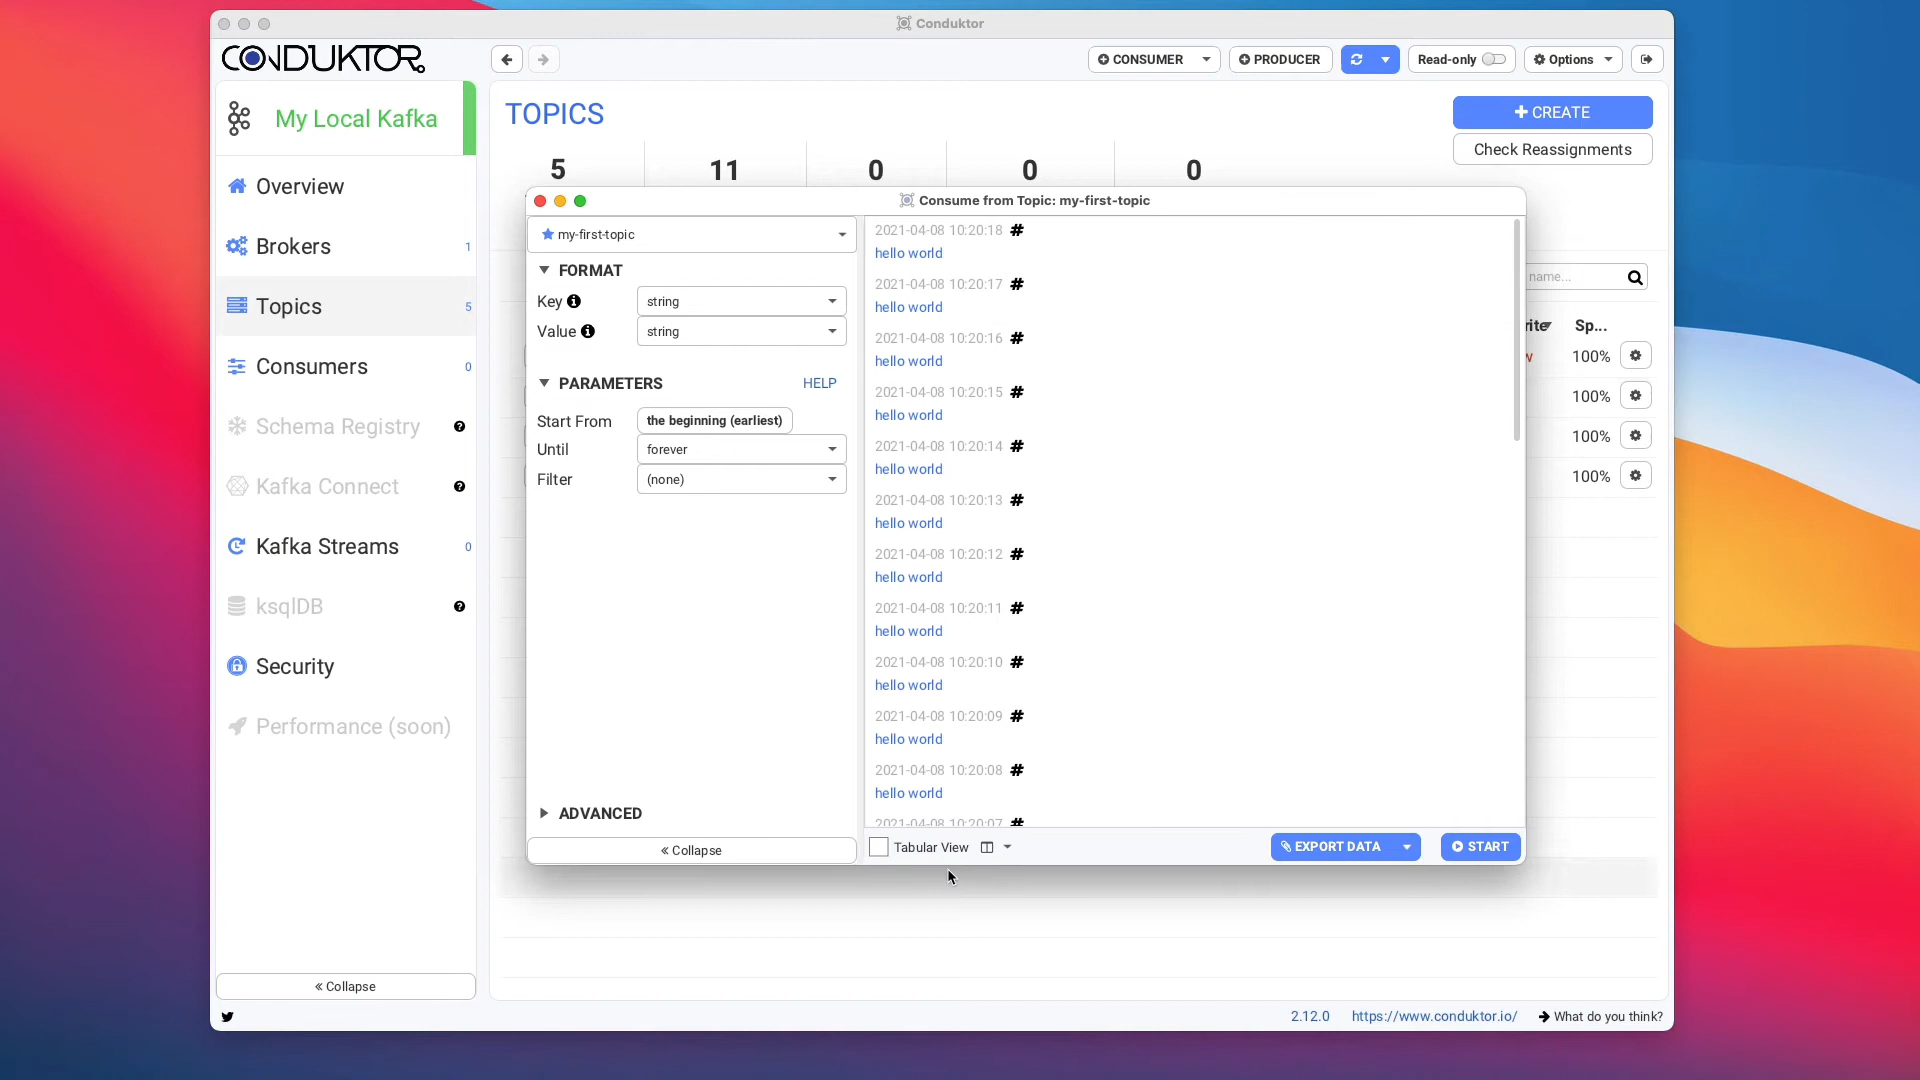 Conduktor
CONDUKTOR
CONSUMER
PRODUCER
Read-only
Options
My Local Kafka
Overview
Brokers 1
Topics 5
Consumers 0
Schema Registry
Kafka Connect
Kafka Streams 0
ksqlDB
Security
Performance (soon)
« Collapse
TOPICS
CREATE
Check Reassignments
5 11 0 0 0
name...
Sp...
100%
100%
100%
100%
Consume from Topic: my-first-topic
my-first-topic
FORMAT
Key string
Value string
PARAMETERS HELP
Start From the beginning (earliest)
Until forever
Filter (none)
ADVANCED
« Collapse
2021-04-08 10:20:18 #
hello world
2021-04-08 10:20:17 #
hello world
2021-04-08 10:20:16 #
hello world
2021-04-08 10:20:15 #
hello world
2021-04-08 10:20:14 #
hello world
2021-04-08 10:20:13 #
hello world
2021-04-08 10:20:12 #
hello world
2021-04-08 10:20:11 #
hello world
2021-04-08 10:20:10 #
hello world
2021-04-08 10:20:09 #
hello world
2021-04-08 10:20:08 #
hello world
2021-04-08 10:20:07 #
Tabular View
EXPORT DATA
START
2.12.0
https://www.conduktor.io/
What do you think?